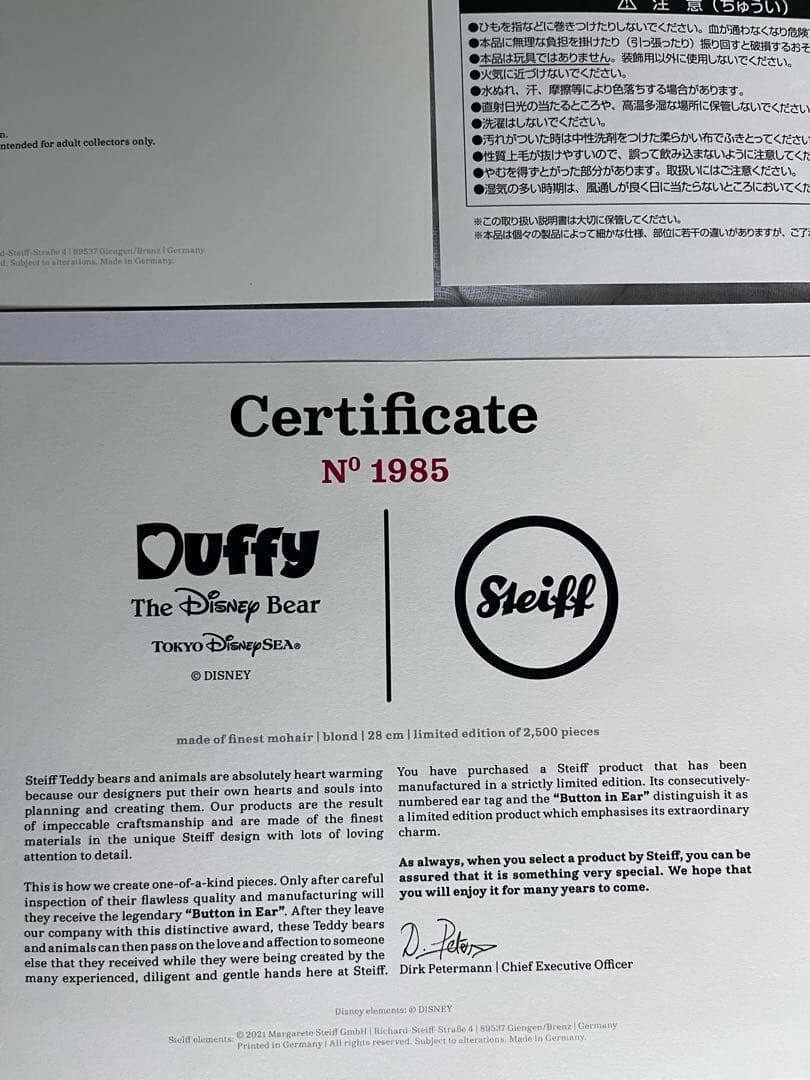 n.
ntended for adult collectors only.
d-Steiff-Straße 4 | 89537 Giengen/Brenz | Germany
d. Subject to alterations. Made in Germany.
⚠ 注 意 (ちゅうい)
●ひもを指などに巻きつけたりしないでください。血が通わなくなり危険
●本品に無理な負担を掛けたり(引っ張ったり)振り回すと破損するおそ
●本品は玩具ではありません。装飾用以外に使用しないでください。
●火気に近づけないでください。
●水ぬれ、汗、摩擦等により色落ちする場合があります。
●直射日光の当たるところや、高温多湿な場所に保管しないでください
●洗濯はしないでください。
●汚れがついた時は中性洗剤をつけた柔らかい布でふきとってください
●性質上毛が抜けやすいので、誤って飲み込まないように注意してくた
●やむを得ずとがった部分があります。取扱いにはご注意ください。
●湿気の多い時期は、風通しが良く日に当たらないところにおいてくた
※この取り扱い説明書は大切に保管してください。
※本品は個々の製品によって細かな仕様、部位に若干の違いがありますが、ご了
Certificate
Nº 1985
Duffy
The Disney Bear
TOKYO DISNEYSEA®
© DISNEY
Steiff
made of finest mohair | blond | 28 cm | limited edition of 2,500 pieces
Steiff Teddy bears and animals are absolutely heart warming
because our designers put their own hearts and souls into
planning and creating them. Our products are the result
of impeccable craftsmanship and are made of the finest
materials in the unique Steiff design with lots of loving
attention to detail.
This is how we create one-of-a-kind pieces. Only after careful
inspection of their flawless quality and manufacturing will
they receive the legendary “Button in Ear”. After they leave
our company with this distinctive award, these Teddy bears
and animals can then pass on the love and affection to someone
else that they received while they were being created by the
many experienced, diligent and gentle hands here at Steiff.
You have purchased a Steiff product that has been
manufactured in a strictly limited edition. Its consecutively-
numbered ear tag and the “Button in Ear” distinguish it as
a limited edition product which emphasises its extraordinary
charm.
As always, when you select a product by Steiff, you can be
assured that it is something very special. We hope that
you will enjoy it for many years to come.
D. Peterm
Dirk Petermann | Chief Executive Officer
Disney elements: © DISNEY
Steiff elements: © 2021 Margarete Steiff GmbH | Richard-Steiff-Straße 4 | 89537 Giengen/Brenz | Germany
Printed in Germany | All rights reserved. Subject to alterations. Made in Germany.